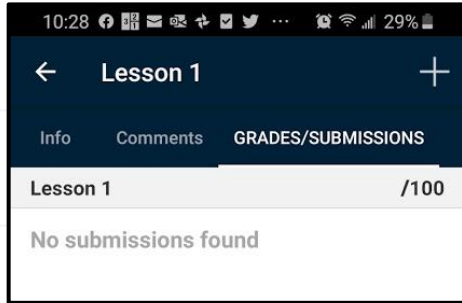 10:28 29%
Lesson 1
Info Comments GRADES/SUBMISSIONS
Lesson 1 /100
No submissions found